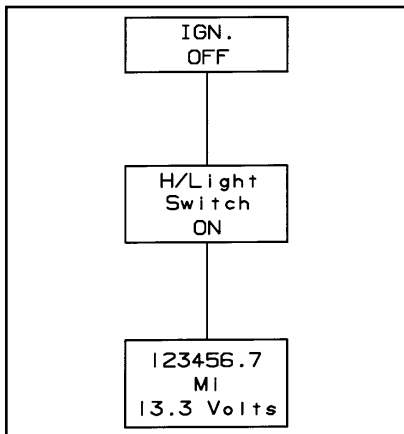 IGN.
OFF
H/Light
Switch
ON
123456.7
MI
13.3 Volts